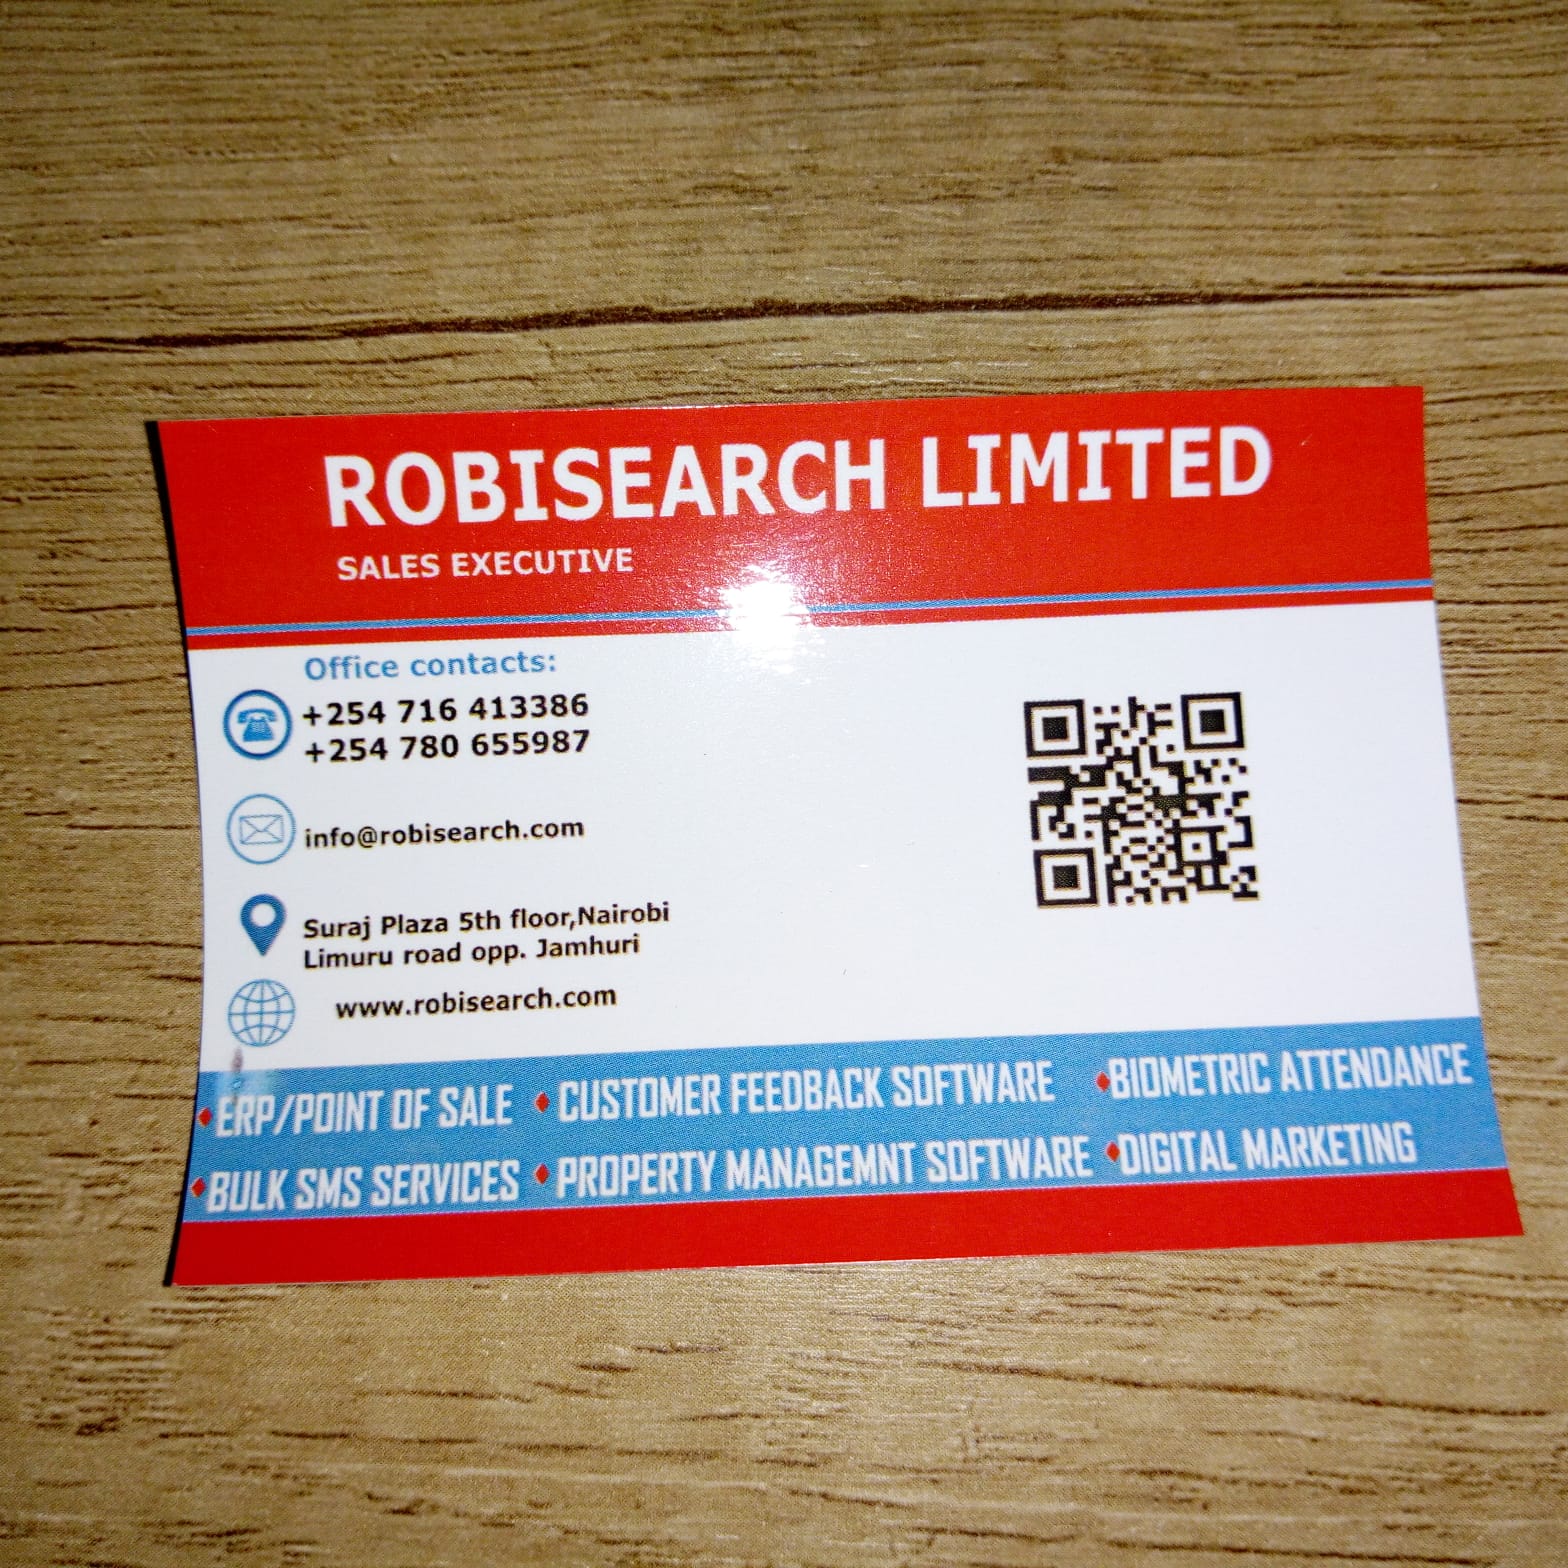 ROBISEARCH LIMITED
SALES EXECUTIVE
Office contacts:
+254 716 413386
+254 780 655987
info@robisearch.com
Suraj Plaza 5th floor,Nairobi
Limuru road opp. Jamhuri
www.robisearch.com
ERP/POINT OF SALE • CUSTOMER FEEDBACK SOFTWARE • BIOMETRIC ATTENDANCE
BULK SMS SERVICES • PROPERTY MANAGEMNT SOFTWARE • DIGITAL MARKETING